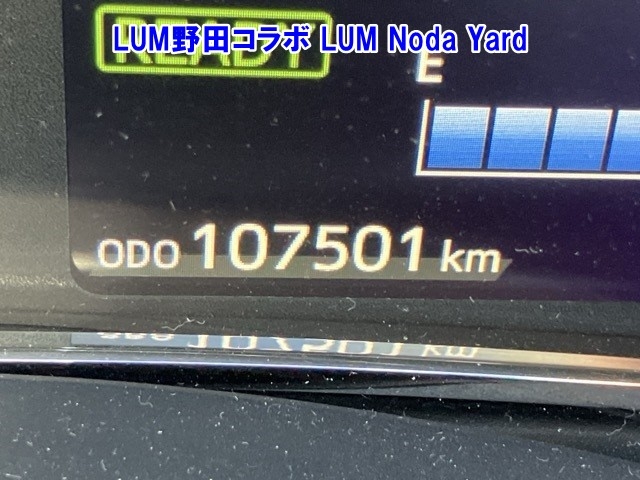 LUM野田コラボ LUM Noda Yard
READY
E
ODO 107501 km